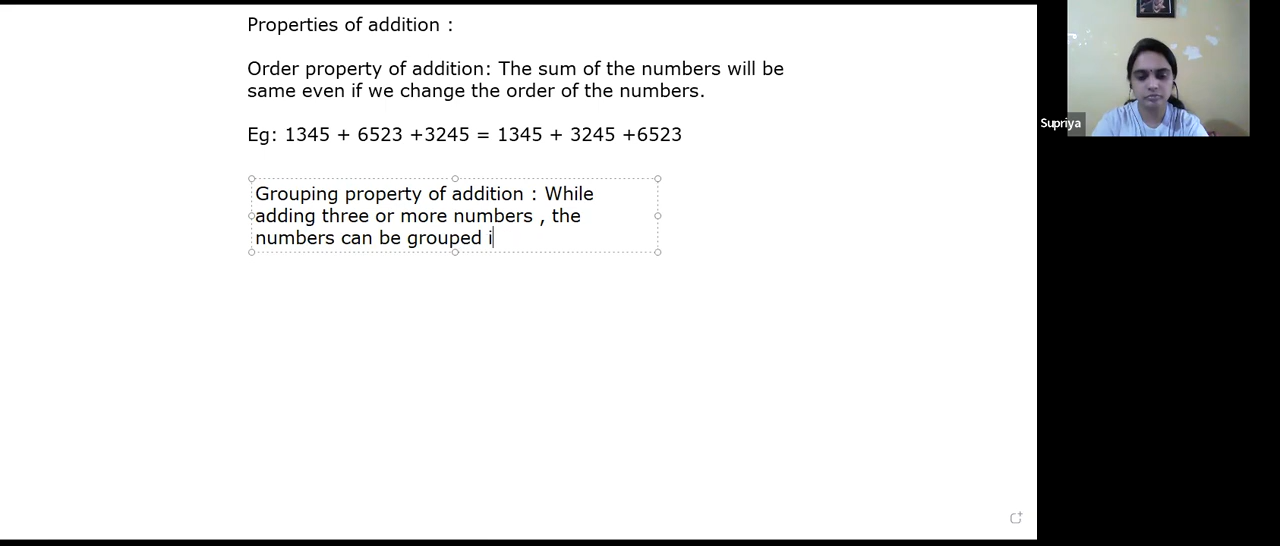 Properties of addition :
Order property of addition: The sum of the numbers will be
same even if we change the order of the numbers.
Eg: 1345 + 6523 +3245 = 1345 + 3245 +6523
Grouping property of addition : While
adding three or more numbers , the
numbers can be grouped i
Supriya